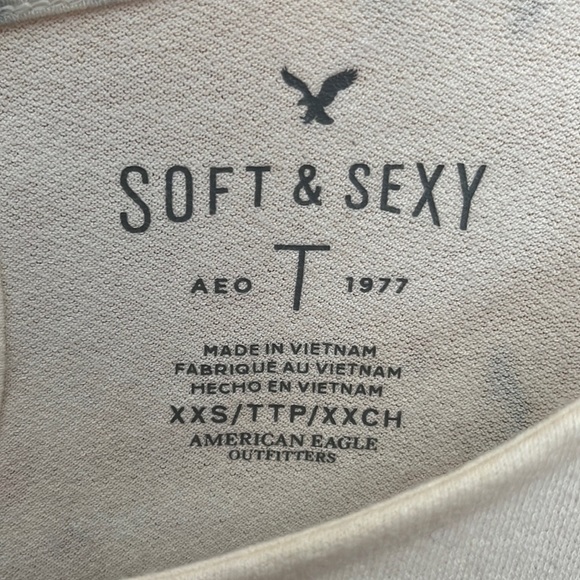 SOFT & SEXY
AEO T 1977
MADE IN VIETNAM
FABRIQUÉ AU VIETNAM
HECHO EN VIETNAM
XXS/TTP/XXCH
AMERICAN EAGLE
OUTFITTERS